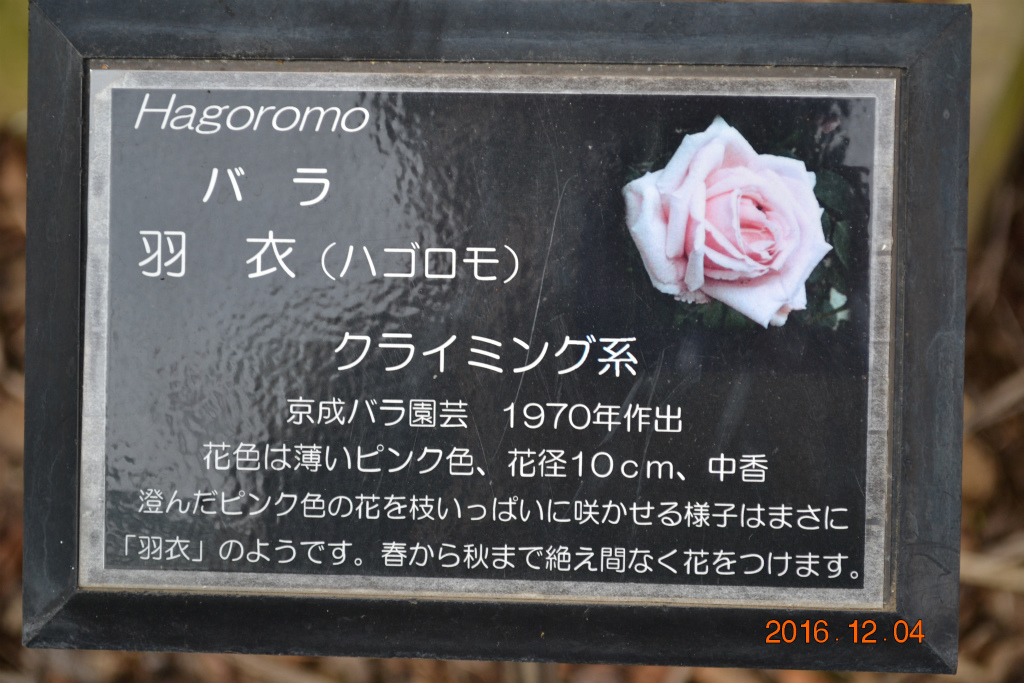 Hagoromo
バラ
羽衣（ハゴロモ）
クライミング系
京成バラ園芸　1970年作出
花色は薄いピンク色、花径10cm、中香
澄んだピンク色の花を枝いっぱいに咲かせる様子はまさに
「羽衣」のようです。春から秋まで絶え間なく花をつけます。
2016.12.04